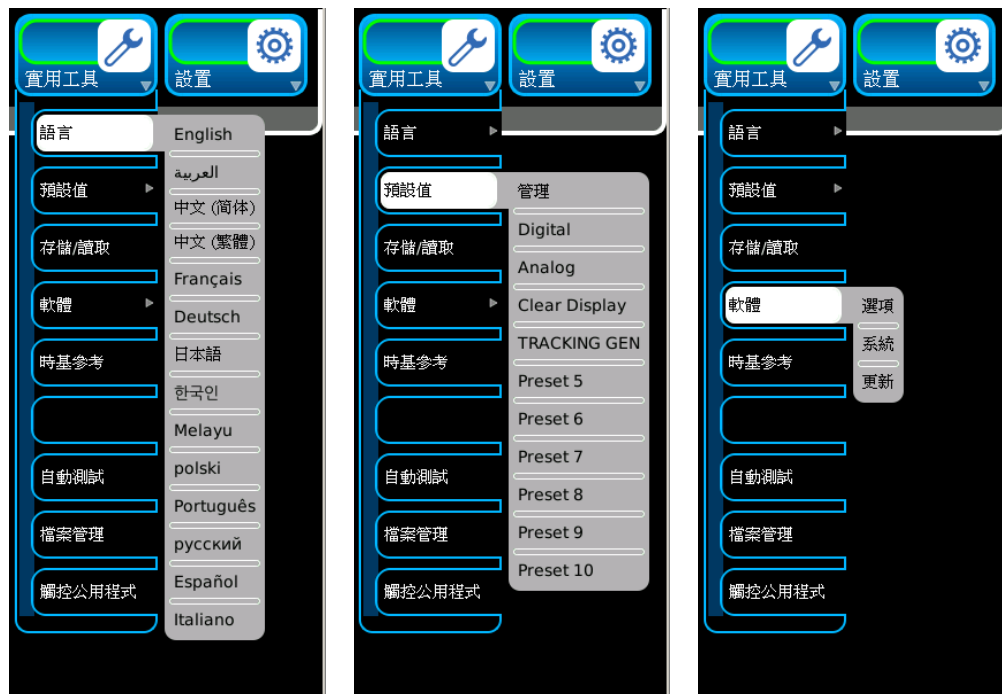 實用工具
設置
語言
預設值
存儲/讀取
軟體
時基參考
自動測試
檔案管理
觸控公用程式
English
العربية
中文 (简体)
中文 (繁體)
Français
Deutsch
日本語
한국인
Melayu
polski
Português
русский
Español
Italiano
實用工具
設置
語言
預設值
存儲/讀取
軟體
時基參考
自動測試
檔案管理
觸控公用程式
管理
Digital
Analog
Clear Display
TRACKING GEN
Preset 5
Preset 6
Preset 7
Preset 8
Preset 9
Preset 10
實用工具
設置
語言
預設值
存儲/讀取
軟體
時基參考
自動測試
檔案管理
觸控公用程式
選項
系統
更新